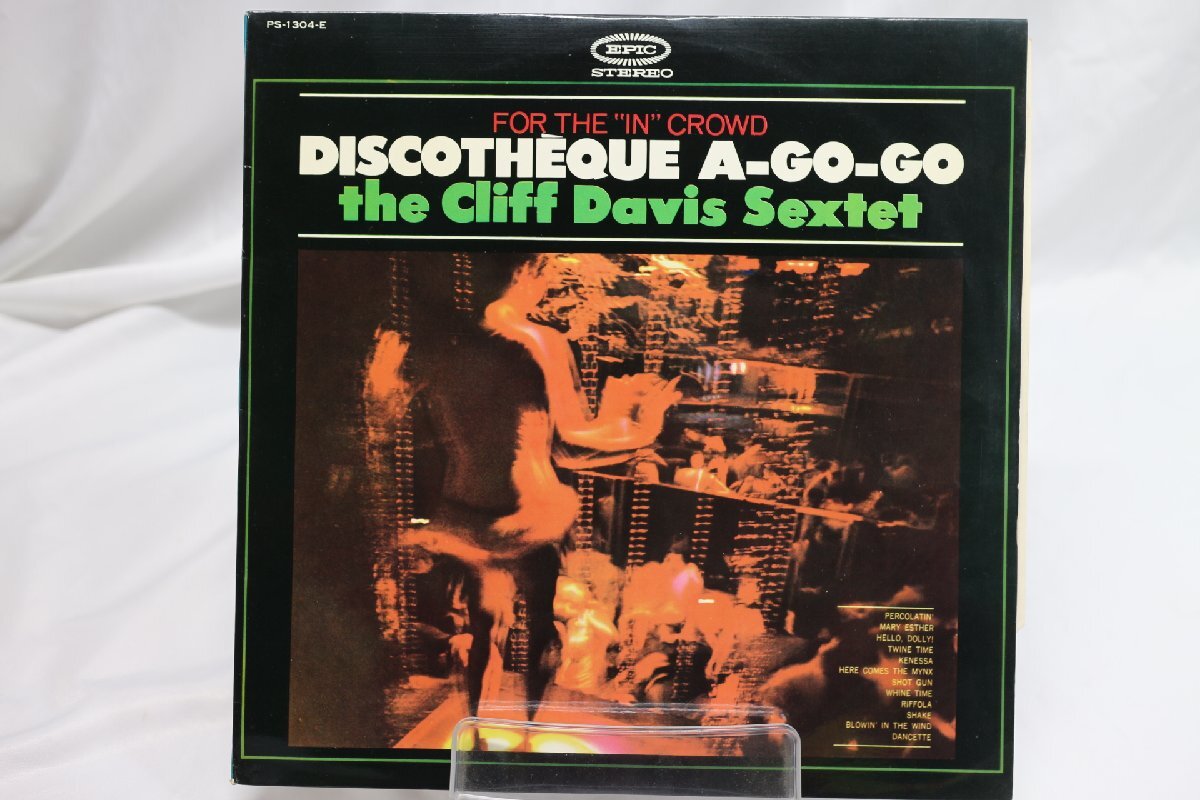 PS-1304-E
EPIC
STEREO
FOR THE "IN" CROWD
DISCOTHÈQUE A-GO-GO
the Cliff Davis Sextet
PERCOLATIN'
MARY ESTHER
HELLO, DOLLY!
TWINE TIME
KENESSA
HERE COMES THE MYNX
SHOT GUN
WHINE TIME
RIFFOLA
SHAKE
BLOWIN' IN THE WIND
DANCETTE